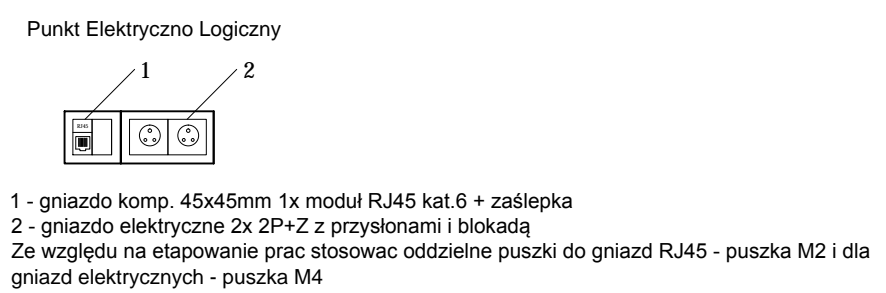 Punkt Elektryczno Logiczny
1 2
RJ45
1 - gniazdo komp. 45x45mm 1x moduł RJ45 kat.6 + zaślepka
2 - gniazdo elektryczne 2x 2P+Z z przysłonami i blokadą
Ze względu na etapowanie prac stosowac oddzielne puszki do gniazd RJ45 - puszka M2 i dla
gniazd elektrycznych - puszka M4